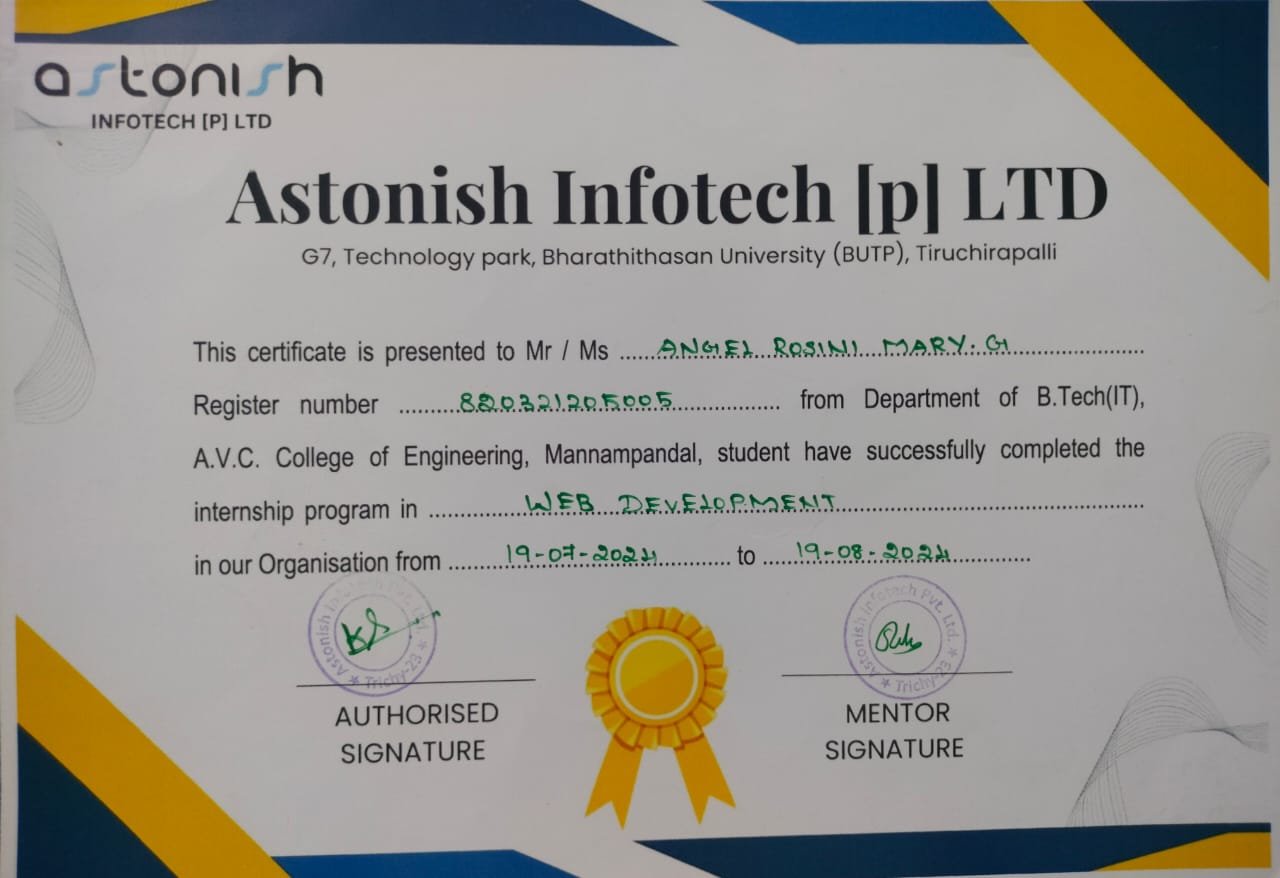 astonish
INFOTECH [P] LTD
Astonish Infotech [p] LTD
G7, Technology park, Bharathithasan University (BUTP), Tiruchirapalli
This certificate is presented to Mr / Ms ......ANGEL ROSINI MARY. G......
Register number ......880321205005...... from Department of B.Tech(IT),
A.V.C. College of Engineering, Mannampandal, student have successfully completed the
internship program in ......WEB DEVELOPMENT......
in our Organisation from ......19-07-2024...... to ......19-08-2024......
Astonish Infotech Pvt. Ltd. * Trichy-23 *
Astonish Infotech Pvt. Ltd. * Trichy-23 *
AUTHORISED
SIGNATURE
MENTOR
SIGNATURE